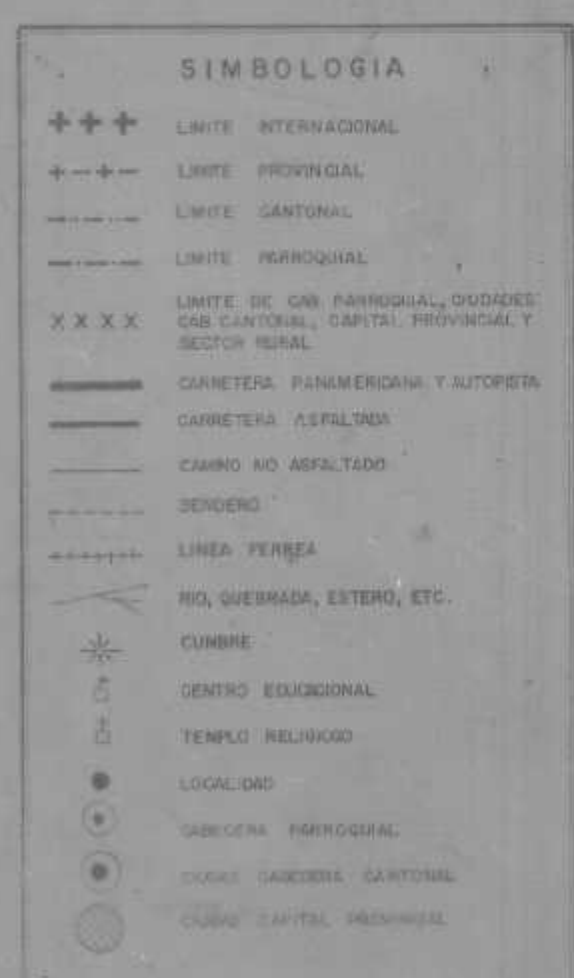 SIMBOLOGIA
LIMITE INTERNACIONAL
LIMITE PROVINCIAL
LIMITE CANTONAL
LIMITE PARROQUIAL
LIMITE DE CAB. PARROQUIAL, CIUDADES
CAB. CANTONAL, CAPITAL PROVINCIAL Y
SECTOR RURAL
CARRETERA PANAMERICANA Y AUTOPISTA
CARRETERA ASFALTADA
CAMINO NO ASFALTADO
SENDERO
LINEA FERREA
RIO, QUEBRADA, ESTERO, ETC.
CUMBRE
CENTRO EDUCACIONAL
TEMPLO RELIGIOSO
LOCALIDAD
CABECERA PARROQUIAL
CIUDAD CABECERA CANTONAL
CIUDAD CAPITAL PROVINCIAL